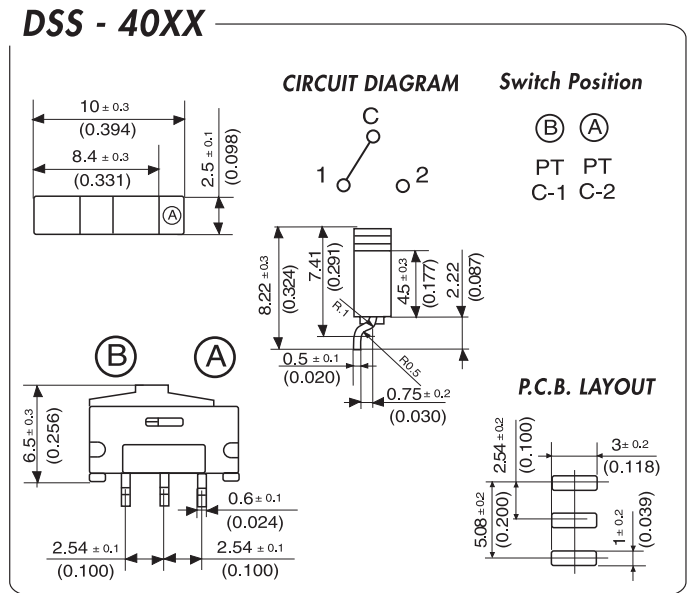 DSS - 40XX
CIRCUIT DIAGRAM
Switch Position
10 ± 0.3
(0.394)
8.4 ± 0.3
(0.331)
2.5 ± 0.1
(0.098)
A
C
1
2
B A
PT PT
C-1 C-2
8.22 ± 0.3
(0.324)
7.41
(0.291)
4.5 ± 0.3
(0.177)
2.22
(0.087)
R.1
R0.5
0.5 ± 0.1
(0.020)
0.75 ± 0.2
(0.030)
B
A
6.5 ± 0.3
(0.256)
0.6 ± 0.1
(0.024)
2.54 ± 0.1
(0.100)
2.54 ± 0.1
(0.100)
P.C.B. LAYOUT
2.54 ± 0.2
(0.100)
3 ± 0.2
(0.118)
5.08 ± 0.2
(0.200)
1 ± 0.2
(0.039)